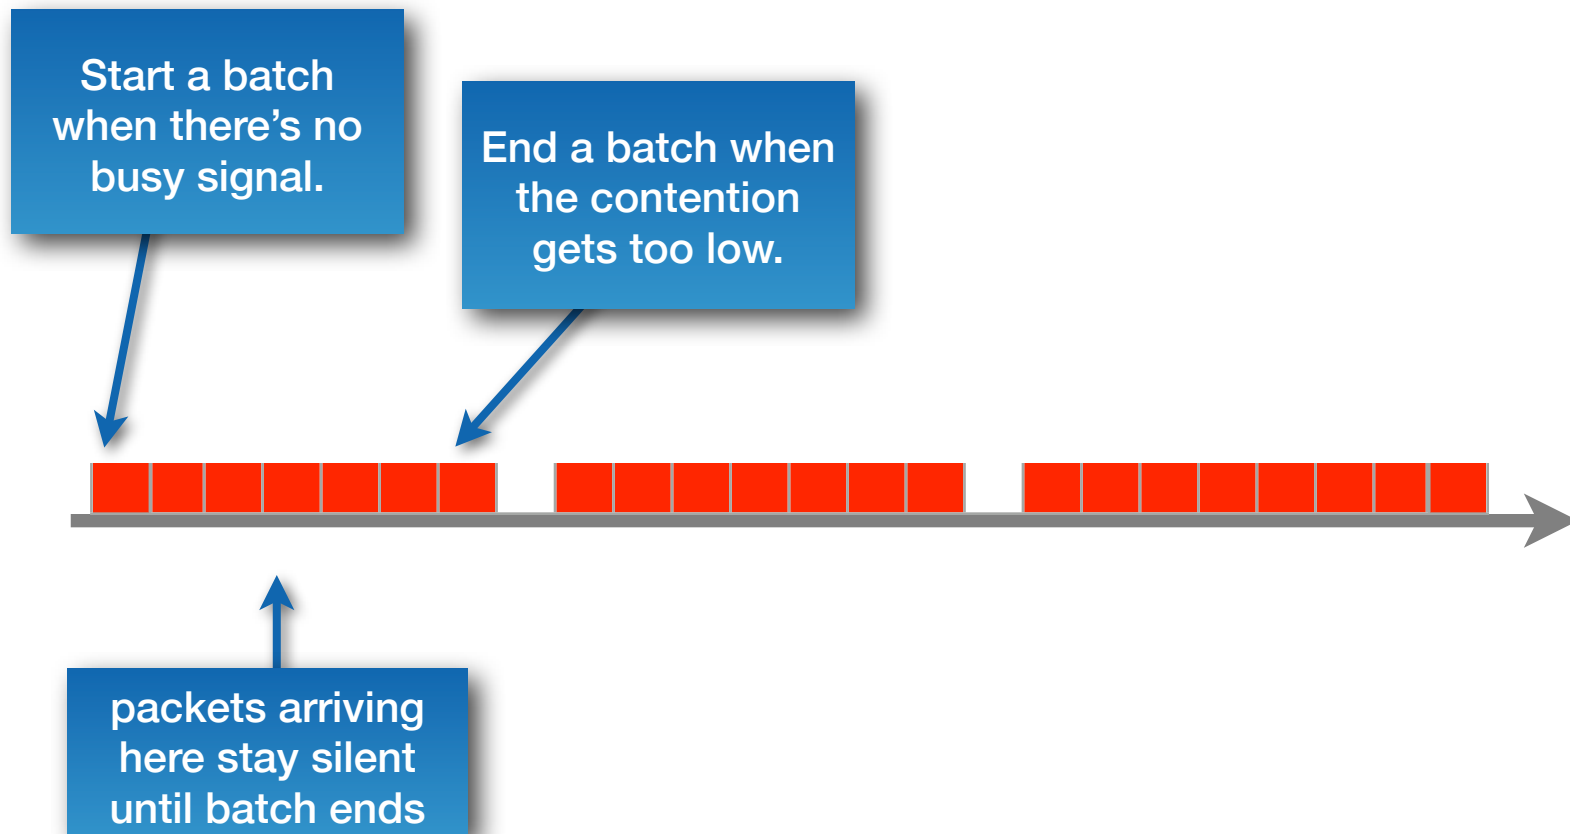 Start a batch
when there’s no
busy signal.
End a batch when
the contention
gets too low.
packets arriving
here stay silent
until batch ends